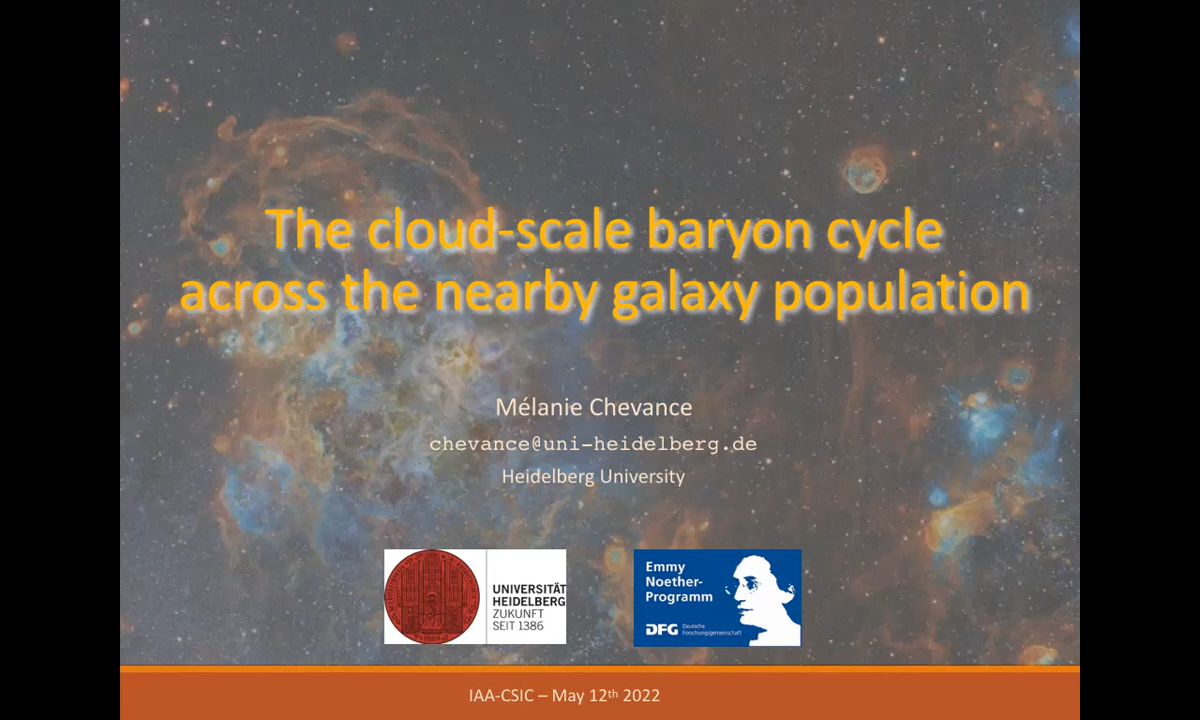 The cloud-scale baryon cycle
across the nearby galaxy population
Mélanie Chevance
chevance@uni-heidelberg.de
Heidelberg University
UNIVERSITÄT
HEIDELBERG
ZUKUNFT
SEIT 1386
Emmy
Noether-
Programm
DFG Deutsche
Forschungsgemeinschaft
IAA-CSIC – May 12th 2022